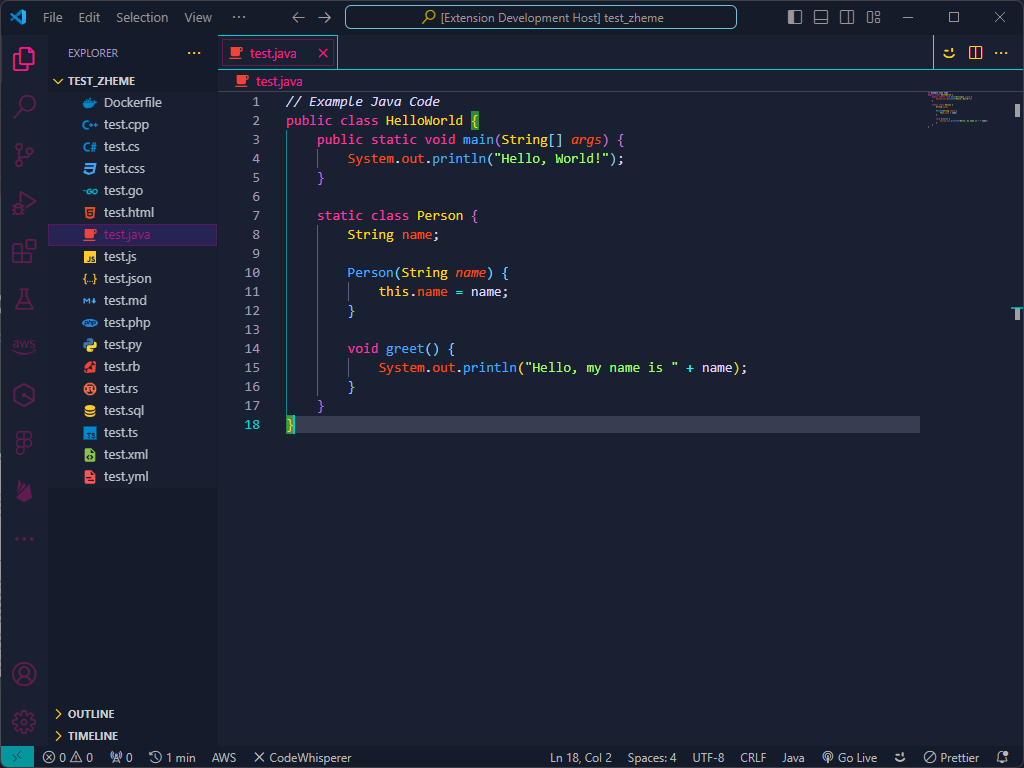 File Edit Selection View ··· [Extension Development Host] test_zheme
EXPLORER ···
TEST_ZHEME
Dockerfile
test.cpp
test.cs
test.css
test.go
test.html
test.java
test.js
test.json
test.md
test.php
test.py
test.rb
test.rs
test.sql
test.ts
test.xml
test.yml
OUTLINE
TIMELINE
aws
test.java
test.java
1 // Example Java Code
2 public class HelloWorld {
3 public static void main(String[] args) {
4 System.out.println("Hello, World!");
5 }
6
7 static class Person {
8 String name;
9
10 Person(String name) {
11 this.name = name;
12 }
13
14 void greet() {
15 System.out.println("Hello, my name is " + name);
16 }
17 }
18 }
0 0 0 1 min AWS CodeWhisperer Ln 18, Col 2 Spaces: 4 UTF-8 CRLF Java Go Live Prettier